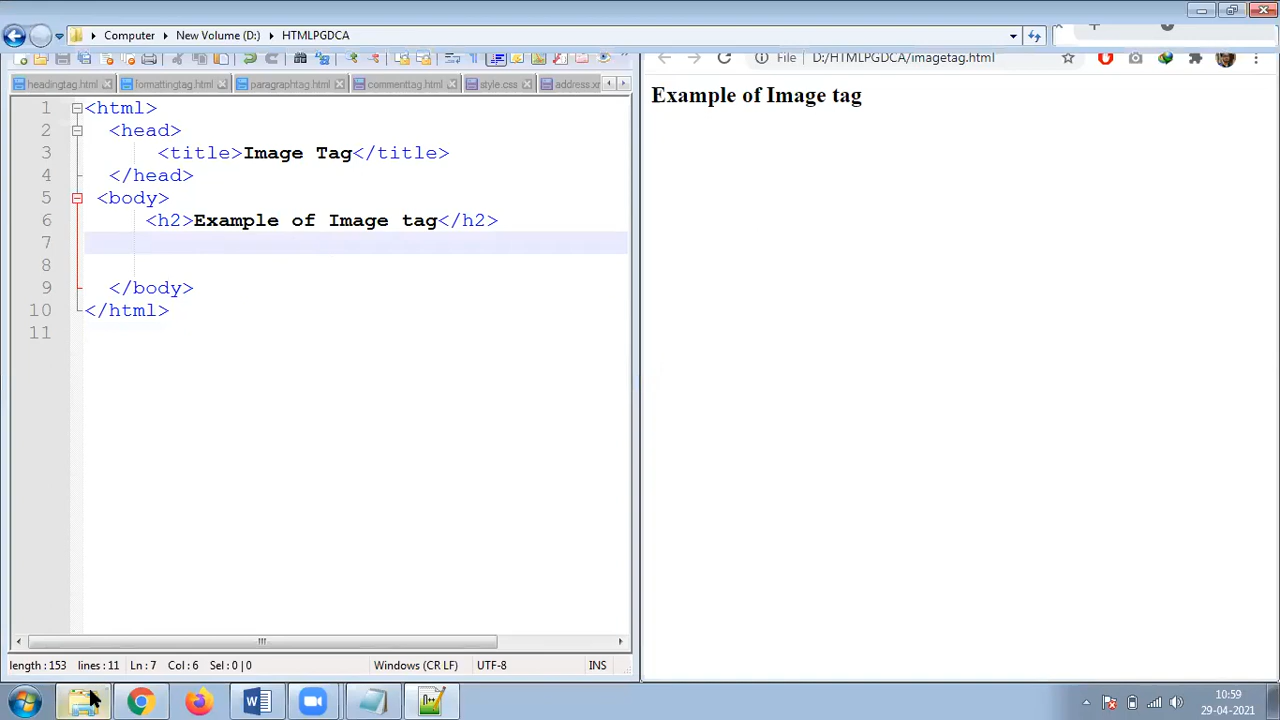 Computer New Volume (D:) HTMLPGDCA
headingtag.html formattingtag.html paragraphtag.html commenttag.html style.css
File D:/HTMLPGDCA/imagetag.html
1 <html>
2 <head>
3 <title>Image Tag</title>
4 </head>
5 <body>
6 <h2>Example of Image tag</h2>
7
8
9 </body>
10 </html>
11
Example of Image tag
length : 153 lines : 11 Ln : 7 Col : 6 Sel : 0 | 0 Windows (CR LF) UTF-8 INS
10:59
29-04-2021